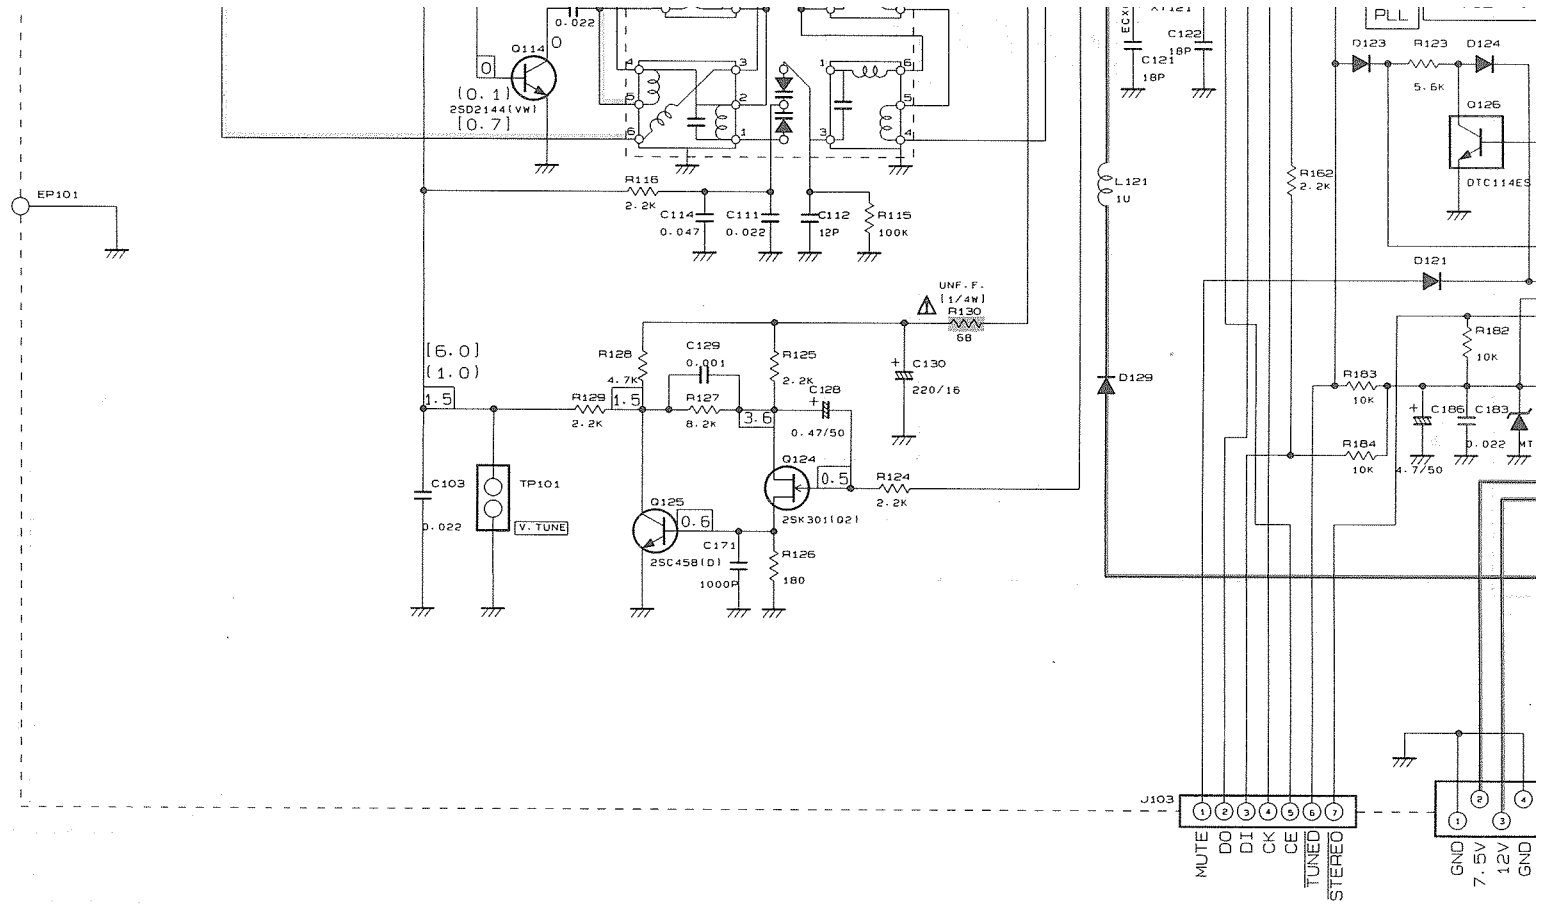 0.022
Q114
0
0
(0.1)
2SD2144(VW)
[0.7]
4
3
5
2
6
1
1
6
5
3
4
C122
18P
C121
18P
PLL
D123
R123
D124
5.6K
Q126
DTC114ES
EP101
R116
2.2K
C114
0.047
C111
0.022
C112
12P
R115
100K
L121
1U
R162
2.2K
D121
UNF.F.
[1/4W]
R130
68
[6.0]
(1.0)
1.5
R128
4.7K
C129
0.001
R125
2.2K
C130
220/16
D129
R182
10K
R183
10K
R129
2.2K
1.5
R127
8.2K
3.6
C128
0.47/50
C186
4.7/50
C183
0.022
MT
R184
10K
C103
0.022
TP101
V.TUNE
Q124
0.5
R124
2.2K
2SK301(Q2)
Q125
0.6
2SC458(D)
C171
1000P
R126
180
J103
1
2
3
4
5
6
7
MUTE
DO
DI
CK
CE
TUNED
STEREO
1
2
3
4
GND
7.5V
12V
GND